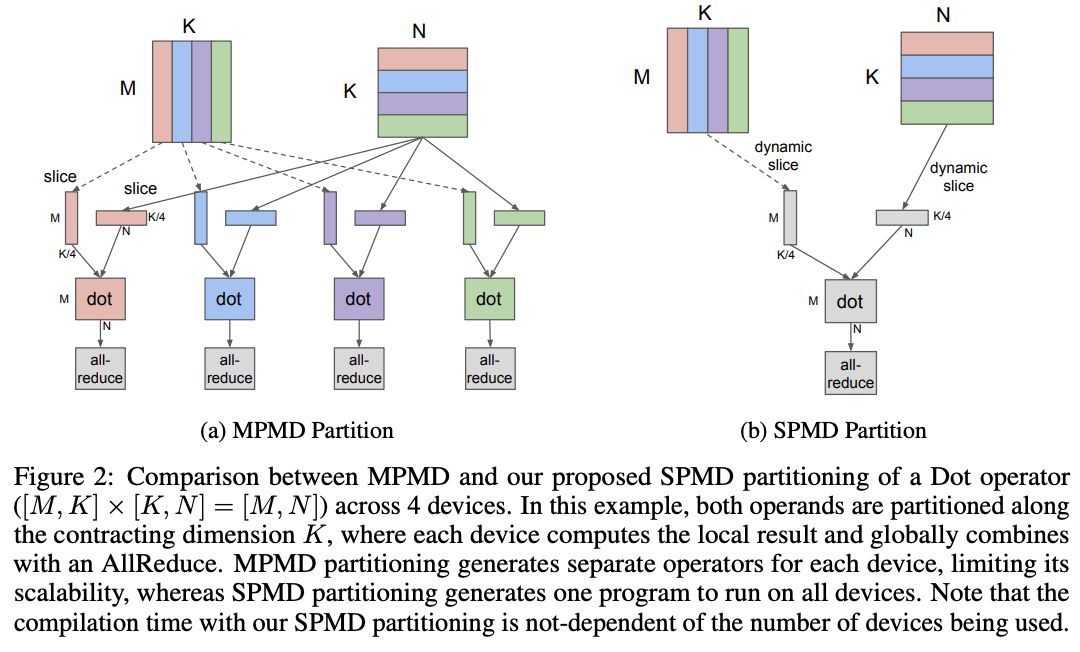 K
N
M
K
slice
slice
M
K/4
N
K/4
M
dot
dot
dot
dot
N
all-
reduce
all-
reduce
all-
reduce
all-
reduce
(a) MPMD Partition
K
N
M
K
dynamic
slice
dynamic
slice
M
K/4
N
K/4
M
dot
N
all-
reduce
(b) SPMD Partition
Figure 2: Comparison between MPMD and our proposed SPMD partitioning of a Dot operator
([M, K] × [K, N] = [M, N]) across 4 devices. In this example, both operands are partitioned along
the contracting dimension K, where each device computes the local result and globally combines
with an AllReduce. MPMD partitioning generates separate operators for each device, limiting its
scalability, whereas SPMD partitioning generates one program to run on all devices. Note that the
compilation time with our SPMD partitioning is not-dependent of the number of devices being used.